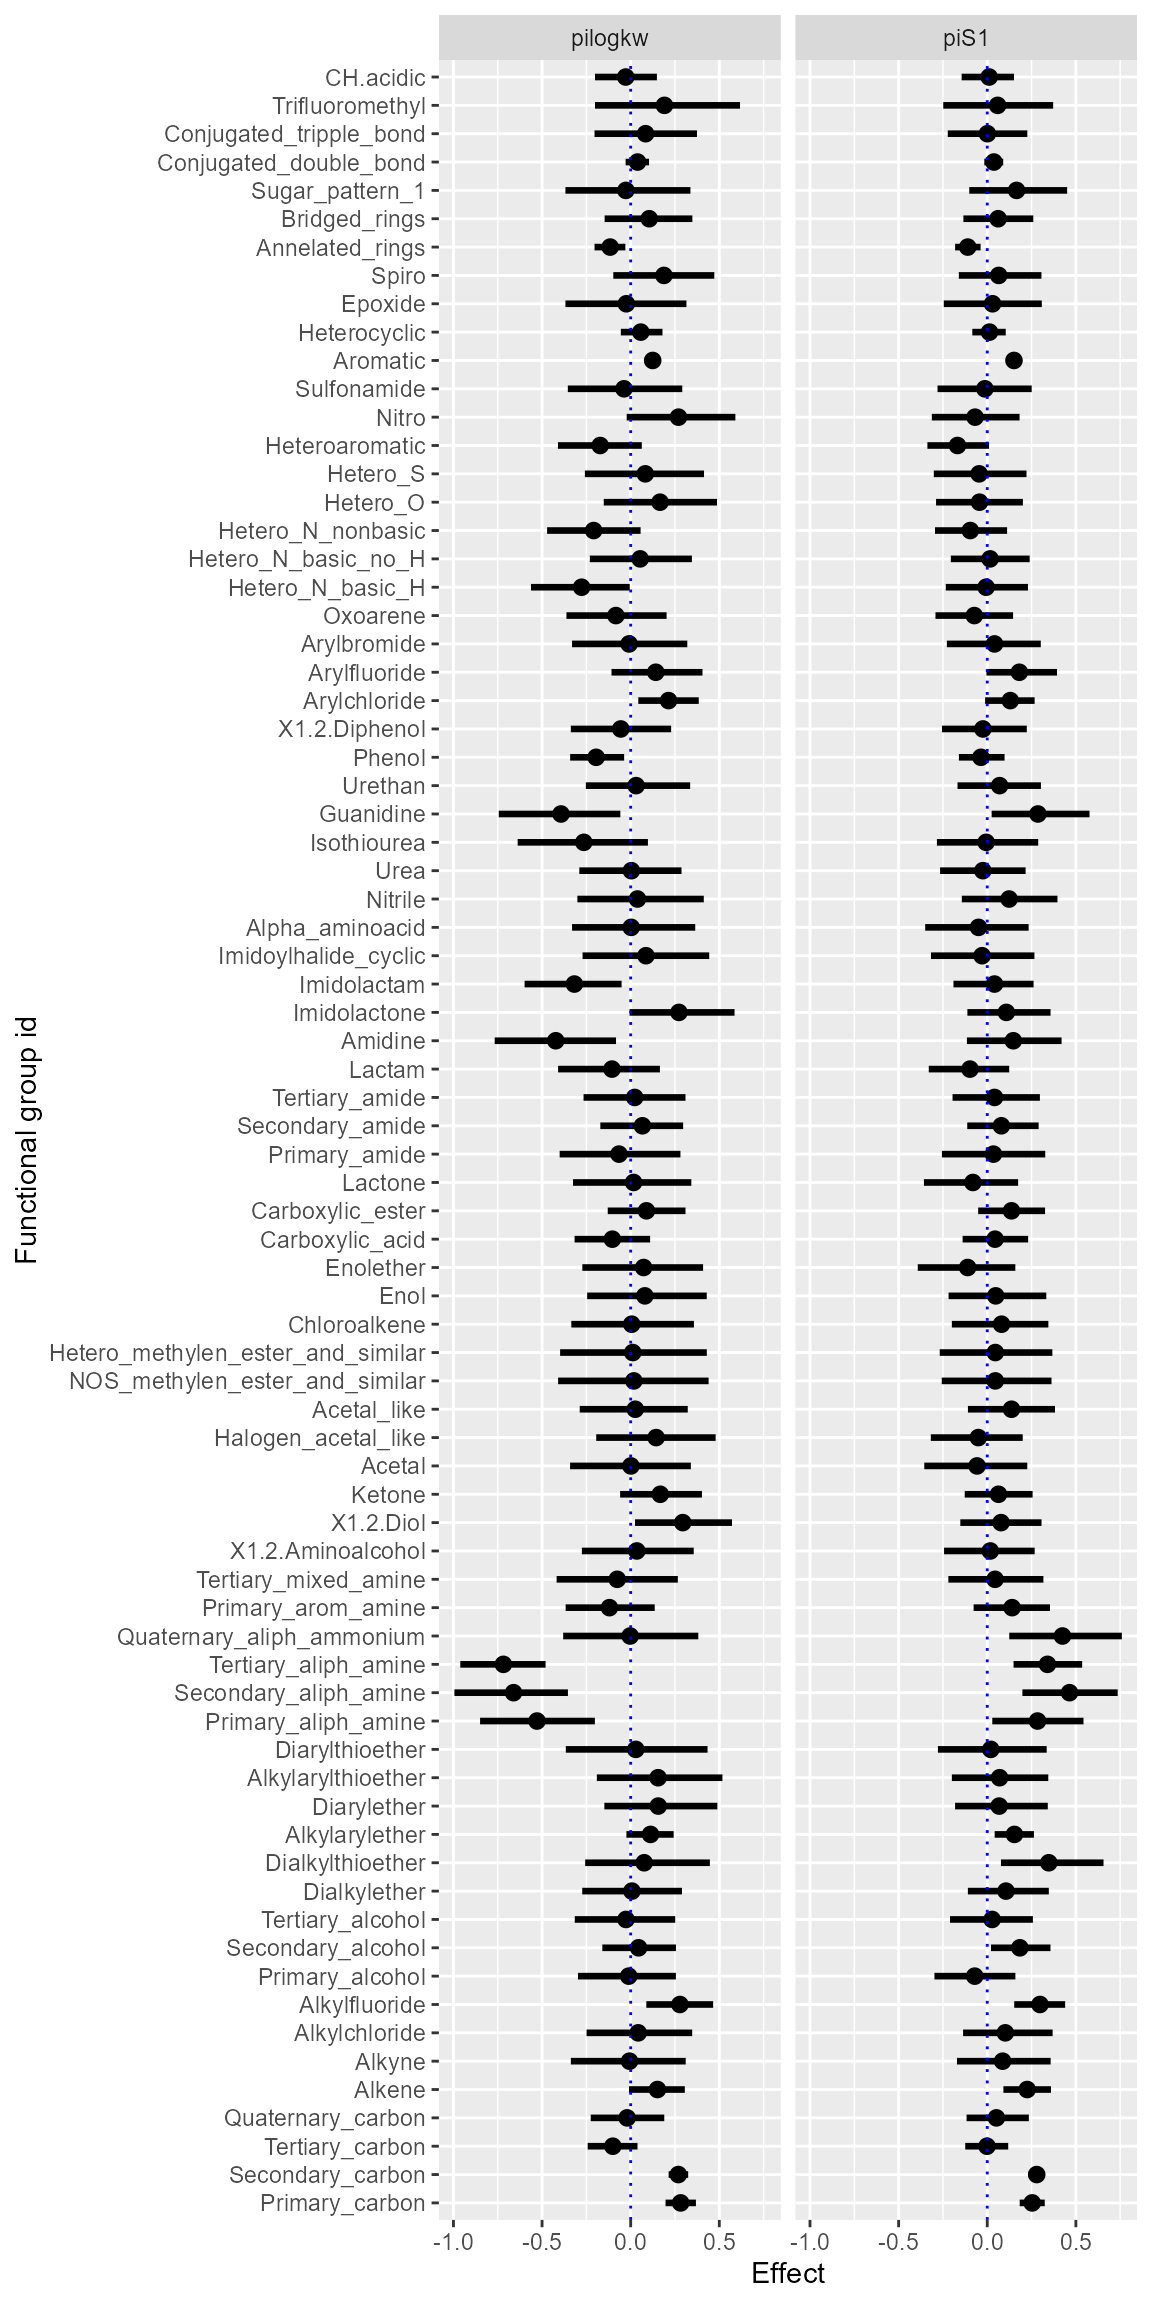 pilogkw
piS1
CH.acidic
Trifluoromethyl
Conjugated_tripple_bond
Conjugated_double_bond
Sugar_pattern_1
Bridged_rings
Annelated_rings
Spiro
Epoxide
Heterocyclic
Aromatic
Sulfonamide
Nitro
Heteroaromatic
Hetero_S
Hetero_O
Hetero_N_nonbasic
Hetero_N_basic_no_H
Hetero_N_basic_H
Oxoarene
Arylbromide
Arylfluoride
Arylchloride
X1.2.Diphenol
Phenol
Urethan
Guanidine
Isothiourea
Urea
Nitrile
Alpha_aminoacid
Imidoylhalide_cyclic
Imidolactam
Imidolactone
Amidine
Lactam
Tertiary_amide
Secondary_amide
Primary_amide
Lactone
Carboxylic_ester
Carboxylic_acid
Enolether
Enol
Chloroalkene
Hetero_methylen_ester_and_similar
NOS_methylen_ester_and_similar
Acetal_like
Halogen_acetal_like
Acetal
Ketone
X1.2.Diol
X1.2.Aminoalcohol
Tertiary_mixed_amine
Primary_arom_amine
Quaternary_aliph_ammonium
Tertiary_aliph_amine
Secondary_aliph_amine
Primary_aliph_amine
Diarylthioether
Alkylarylthioether
Diarylether
Alkylarylether
Dialkylthioether
Dialkylether
Tertiary_alcohol
Secondary_alcohol
Primary_alcohol
Alkylfluoride
Alkylchloride
Alkyne
Alkene
Quaternary_carbon
Tertiary_carbon
Secondary_carbon
Primary_carbon
Functional group id
-1.0 -0.5 0.0 0.5
-1.0 -0.5 0.0 0.5
Effect